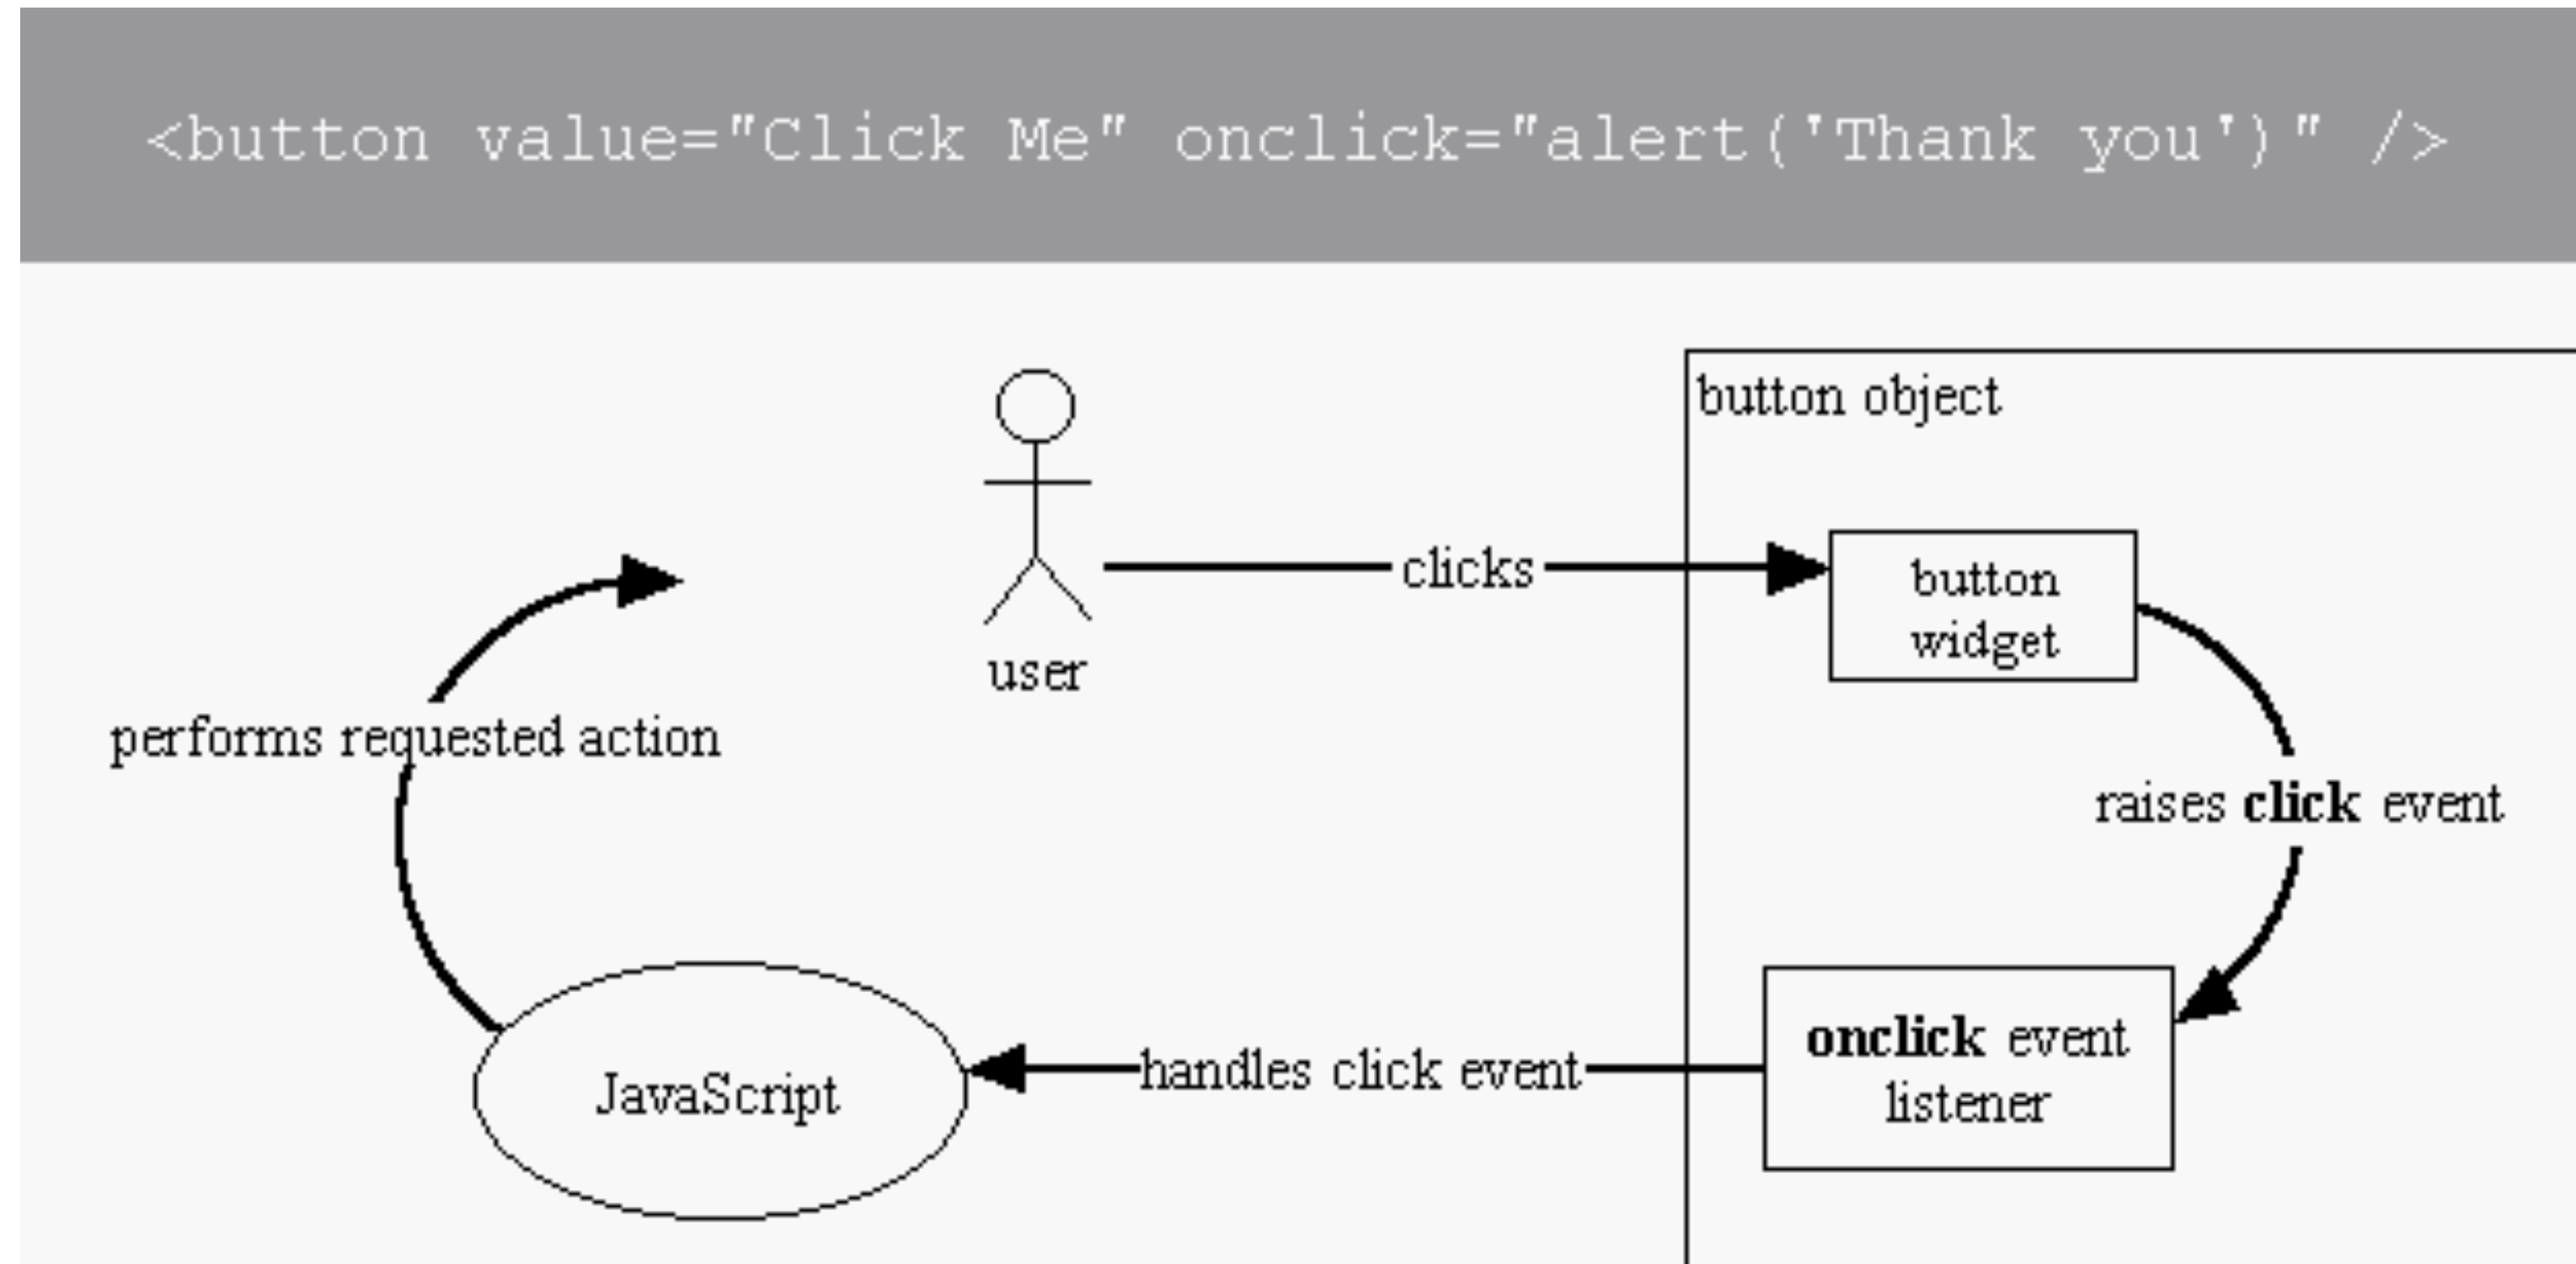 <button value="Click Me" onclick="alert('Thank you')" />
button object
clicks
button
widget
user
performs requested action
raises click event
onclick event
listener
handles click event
JavaScript